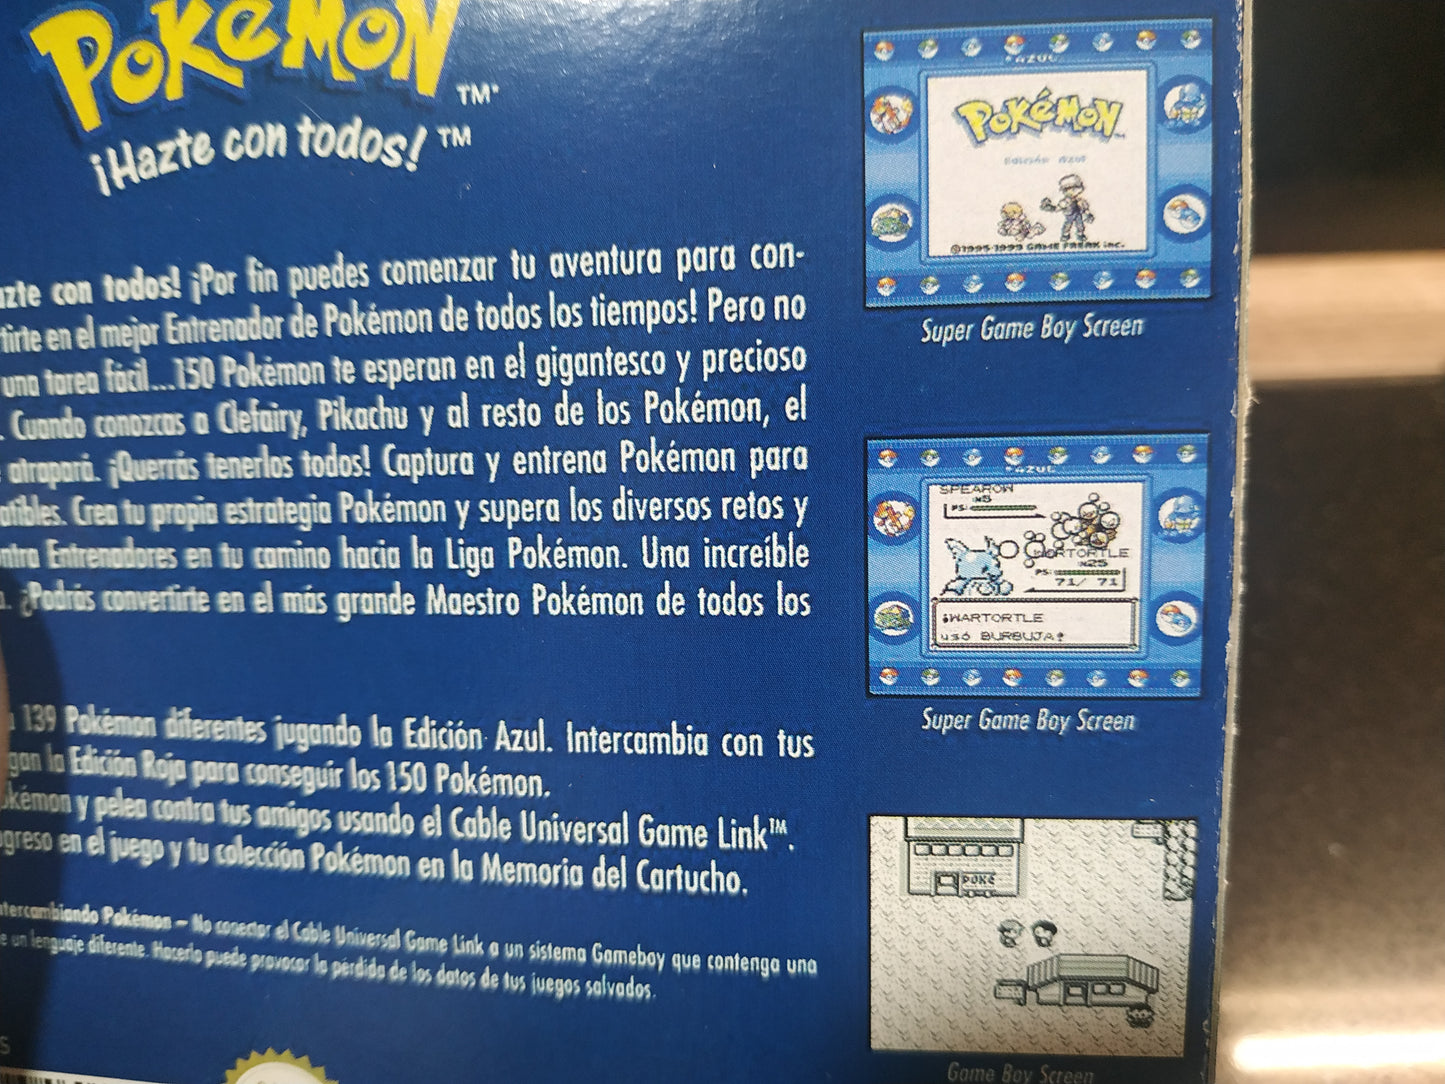 POKéMON
TM*
¡Hazte con todos! TM
con todos! ¡Por fin puedes comenzar tu aventura para con-
en el mejor Entrenador de Pokémon de todos los tiempos! Pero no
una tarea fácil...150 Pokémon te esperan en el gigantesco y precioso
. Cuando conozcas a Clefairy, Pikachu y al resto de los Pokémon, el
atrapará. ¡Querrás tenerlos todos! Captura y entrena Pokémon para
Crea tu propia estrategia Pokémon y supera los diversos retos y
Entrenadores en tu camino hacia la Liga Pokémon. Una increíble
. ¿Podrás convertirte en el más grande Maestro Pokémon de todos los
139 Pokémon diferentes jugando la Edición Azul. Intercambia con tus
la Edición Roja para conseguir los 150 Pokémon.
y pelea contra tus amigos usando el Cable Universal Game Link™.
en el juego y tu colección Pokémon en la Memoria del Cartucho.
Pokémon – No conectar el Cable Universal Game Link a un sistema Gameboy que contenga una
un lenguaje diferente. Hacerlo puede provocar la pérdida de los datos de tus juegos salvados.
AZUL
POKéMON
Edición Azul
©1995-1999 GAME FREAK inc.
Super Game Boy Screen
AZUL
SPEAROW
PS:
WARTORTLE
N25
PS:
71/ 71
¡WARTORTLE
usó BURBUJA!
Super Game Boy Screen
POKé
Game Boy Screen